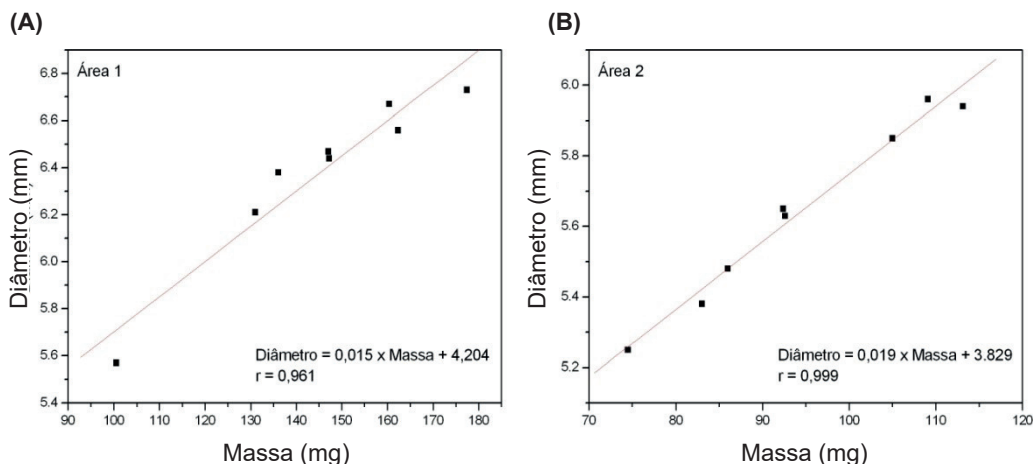 (A)
Área 1
Diâmetro (mm)
6.8
6.6
6.4
6.2
6.0
5.8
5.6
5.4
Diâmetro = 0,015 x Massa + 4,204
r = 0,961
90 100 110 120 130 140 150 160 170 180
Massa (mg)
(B)
Área 2
Diâmetro (mm)
6.0
5.8
5.6
5.4
5.2
Diâmetro = 0,019 x Massa + 3.829
r = 0,999
70 80 90 100 110 120
Massa (mg)